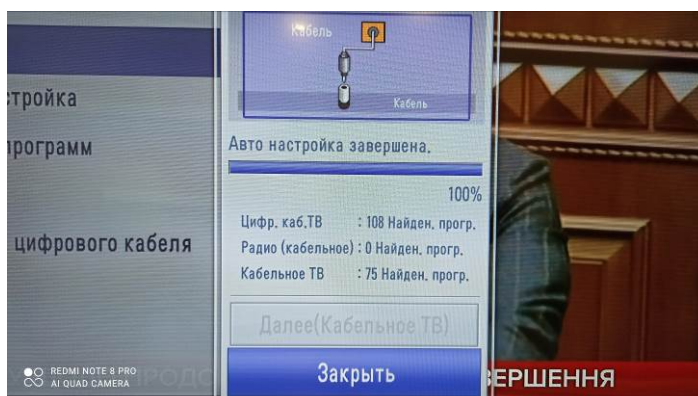 Кабель
Кабель
стройка
программ
цифрового кабеля
Авто настройка завершена.
100%
Цифр. каб.ТВ : 108 Найден. прогр.
Радио (кабельное) : 0 Найден. прогр.
Кабельное ТВ : 75 Найден. прогр.
Далее(Кабельное ТВ)
Закрыть
ЕРШЕННЯ
REDMI NOTE 8 PRO
AI QUAD CAMERA